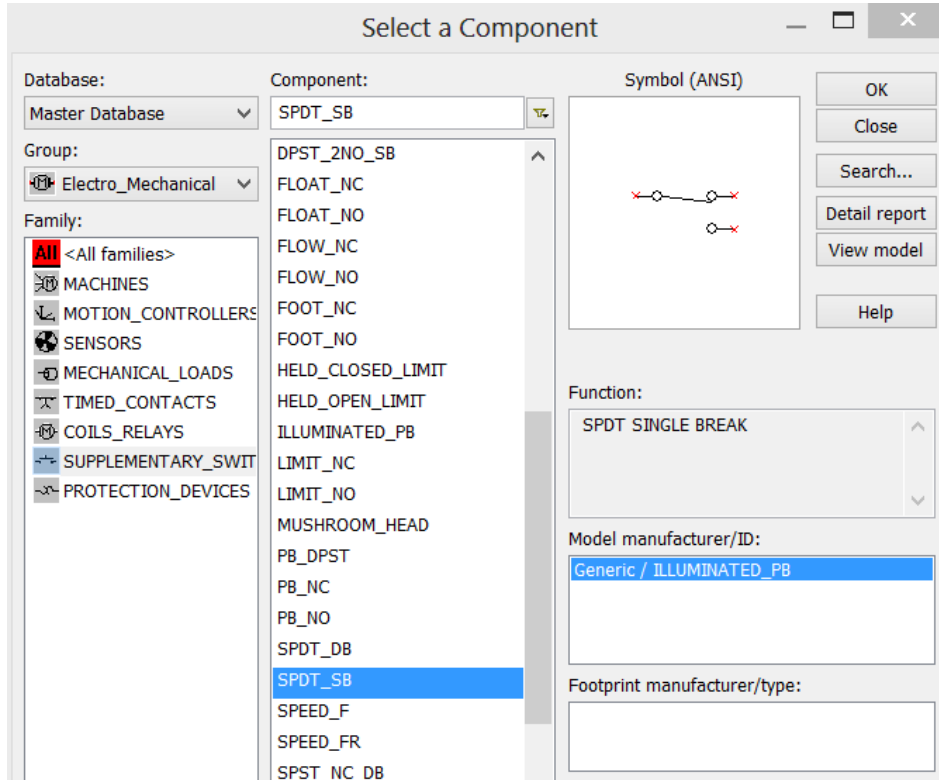 Select a Component
Database:
Master Database
Group:
Electro_Mechanical
Family:
All <All families>
MACHINES
MOTION_CONTROLLERS
SENSORS
MECHANICAL_LOADS
TIMED_CONTACTS
COILS_RELAYS
SUPPLEMENTARY_SWIT
PROTECTION_DEVICES
Component:
SPDT_SB
DPST_2NO_SB
FLOAT_NC
FLOAT_NO
FLOW_NC
FLOW_NO
FOOT_NC
FOOT_NO
HELD_CLOSED_LIMIT
HELD_OPEN_LIMIT
ILLUMINATED_PB
LIMIT_NC
LIMIT_NO
MUSHROOM_HEAD
PB_DPST
PB_NC
PB_NO
SPDT_DB
SPDT_SB
SPEED_F
SPEED_FR
SPST_NC_DB
Symbol (ANSI)
OK
Close
Search...
Detail report
View model
Help
Function:
SPDT SINGLE BREAK
Model manufacturer/ID:
Generic / ILLUMINATED_PB
Footprint manufacturer/type: